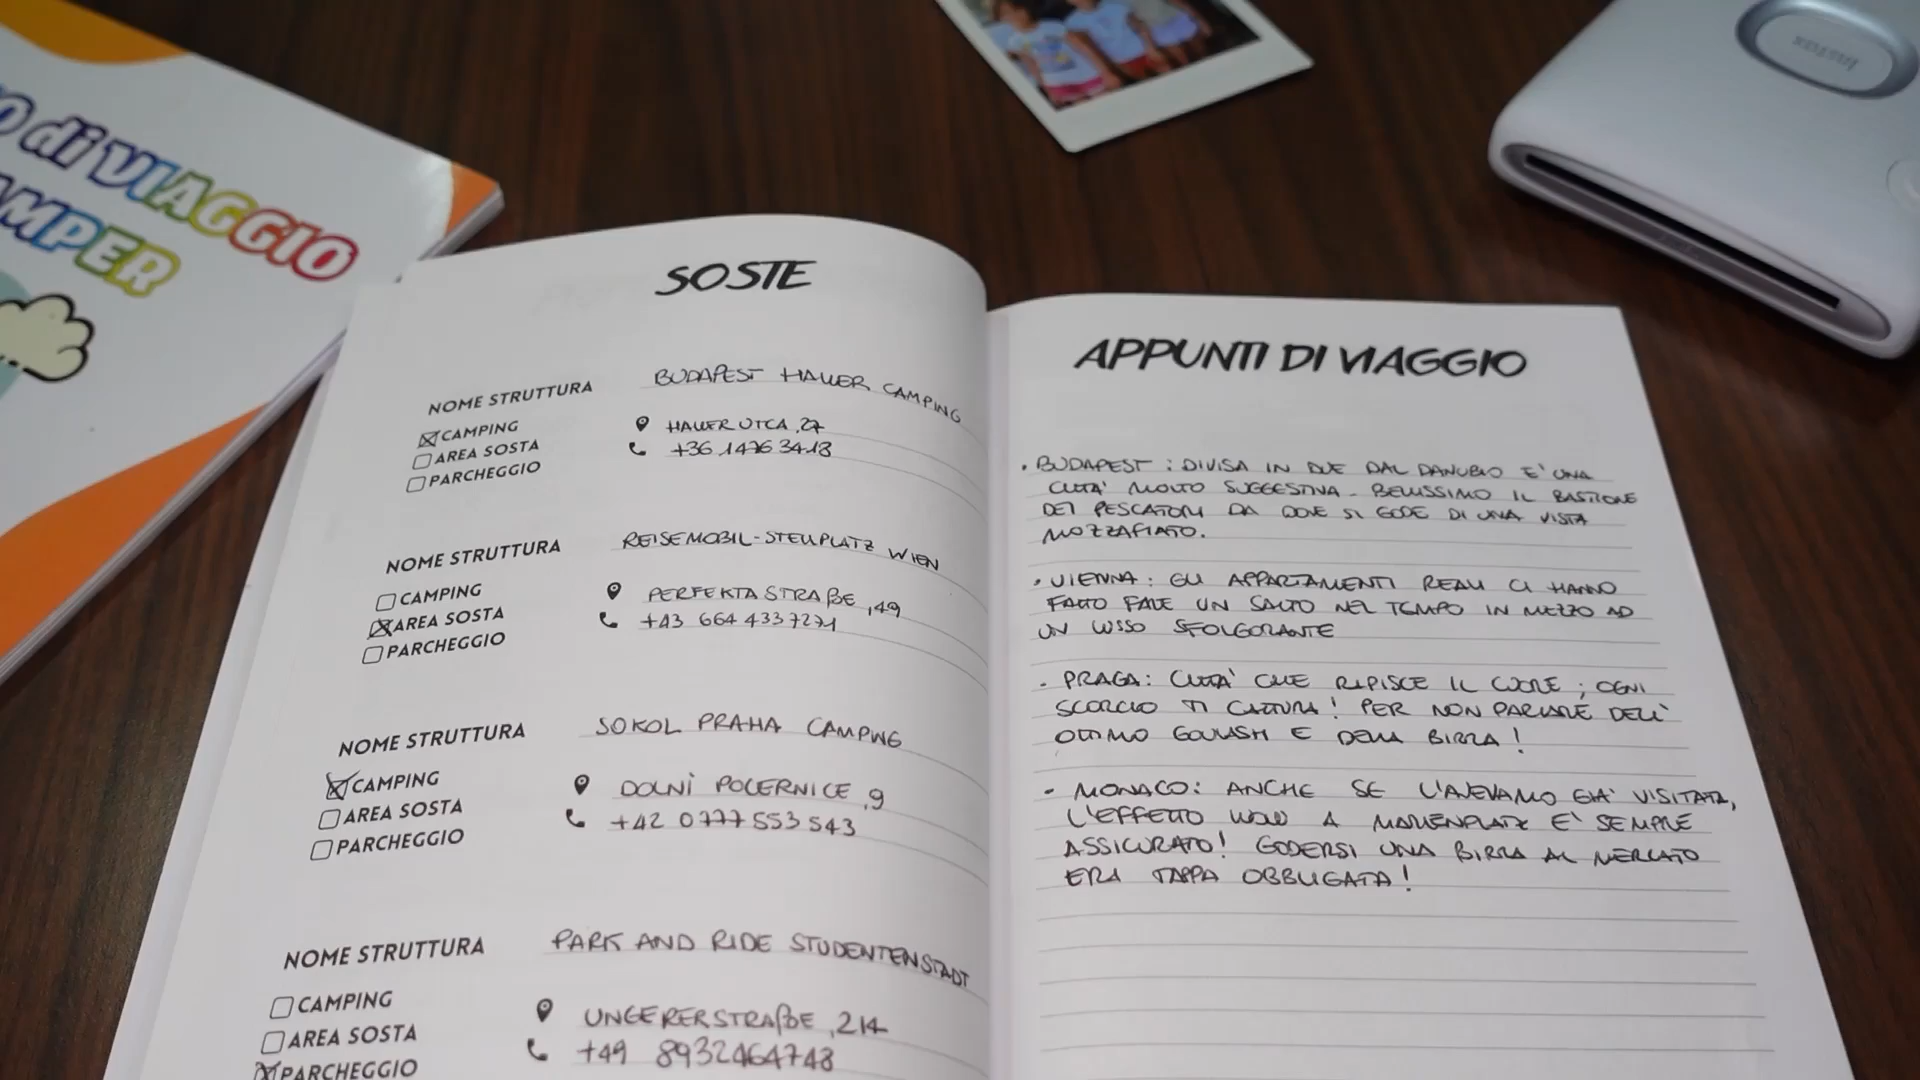 O di VIAGGIO
AMPER
instax
SOSTE
NOME STRUTTURA
BUDAPEST HALLER CAMPING
CAMPING
AREA SOSTA
PARCHEGGIO
HALLER UTCA, 27
+36 1476 3418
NOME STRUTTURA
REISEMOBIL-STELLPLATZ WIEN
CAMPING
AREA SOSTA
PARCHEGGIO
PERFEKTASTRAßE, 49
+43 664 4337271
NOME STRUTTURA
SOKOL PRAHA CAMPING
CAMPING
AREA SOSTA
PARCHEGGIO
DOLNÌ POCERNICE, 9
+42 0777 553 543
NOME STRUTTURA
PARK AND RIDE STUDENTENSTADT
CAMPING
AREA SOSTA
PARCHEGGIO
UNGERERSTRAßE, 214
+49 8932464748
APPUNTI DI VIAGGIO
• BUDAPEST : DIVISA IN DUE DAL DANUBIO E' UNA
CITTA' MOLTO SUGGESTIVA. BELLISSIMO IL BASTIONE
DEI PESCATORI DA DOVE SI GODE DI UNA VISTA
MOZZAFIATO.
• VIENNA : GLI APPARTAMENTI REALI CI HANNO
FATTO FARE UN SALTO NEL TEMPO IN MEZZO AD
UN LUSSO SFOLGORANTE
• PRAGA : CITTA' CHE RAPISCE IL CUORE ; OGNI
SCORCIO TI CATTURA ! PER NON PARLARE DELL'
OTTIMO GOULASH E DELLA BIRRA !
• MONACO : ANCHE SE L'AVEVAMO GIA' VISITATA,
L'EFFETTO WOW A MARIENPLATZ E' SEMPRE
ASSICURATO ! GODERSI UNA BIRRA AL MERCATO
ERA TAPPA OBBLIGATA !